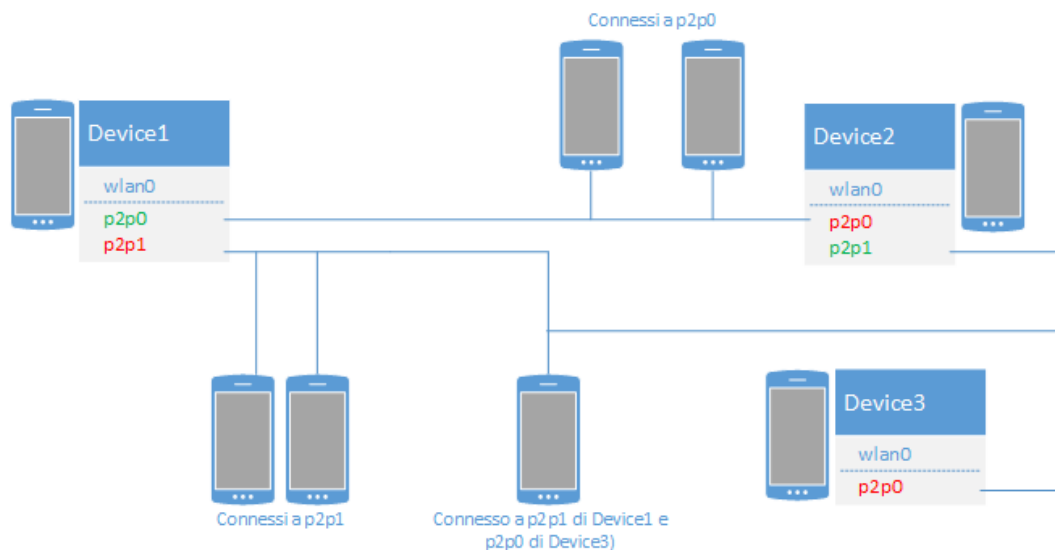 Connessi a p2p0
Device1
wlan0
p2p0
p2p1
Device2
wlan0
p2p0
p2p1
Device3
wlan0
p2p0
Connessi a p2p1
Connesso a p2p1 di Device1 e
p2p0 di Device3)